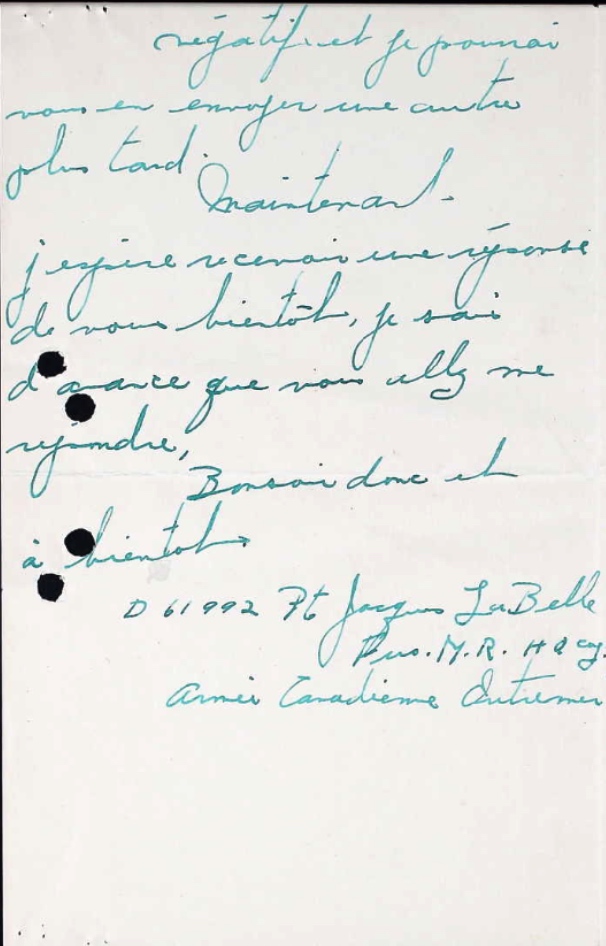 négatif. et je pourrai
vous en envoyer une autre
plus tard.
Maintenant.
j'espère recevoir une réponse
de vous bientôt, je sais
d'avance que vous allez me
répondre,
Bonsoir donc et
à bientôt.
D 61992 Pt Jacques LaBelle
Fus. M. R. HQ coy.
Armée Canadienne Outremer